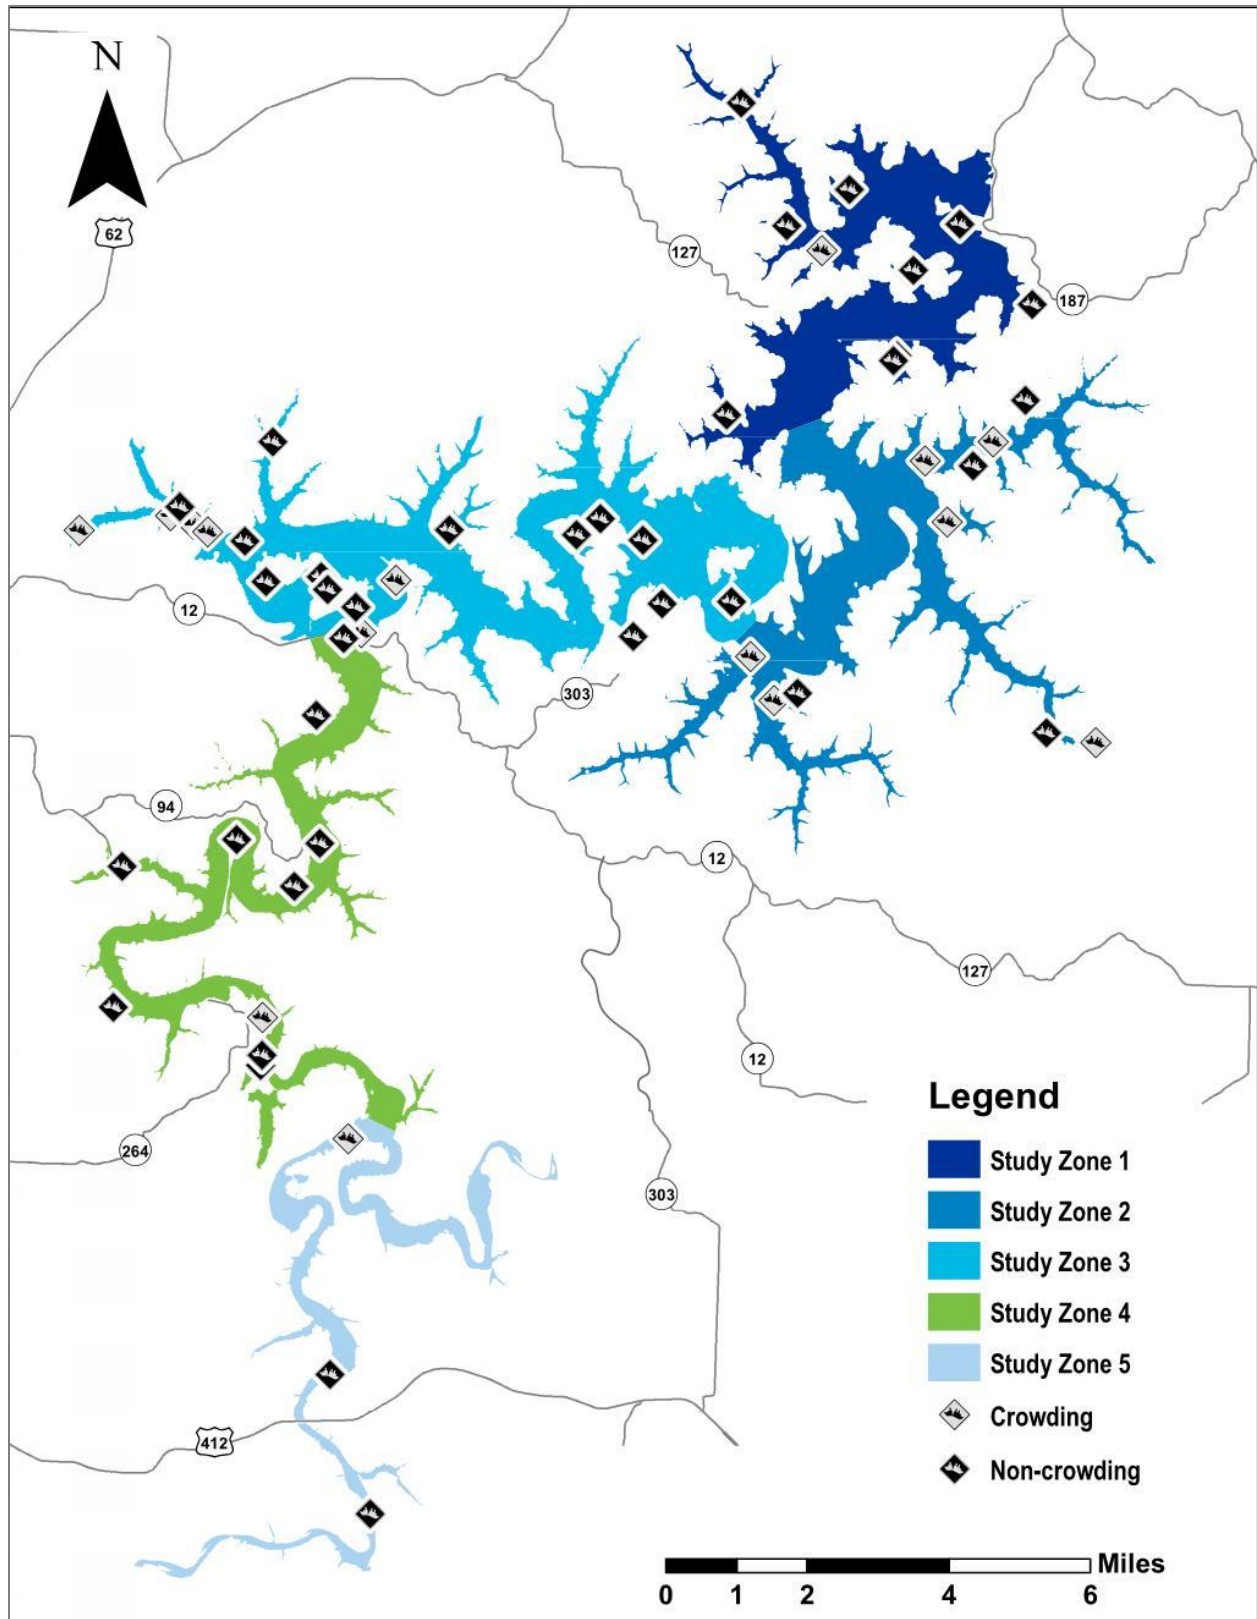 N
62
127
187
12
303
94
12
127
12
264
303
412
Legend
Study Zone 1
Study Zone 2
Study Zone 3
Study Zone 4
Study Zone 5
Crowding
Non-crowding
Miles
0 1 2 4 6